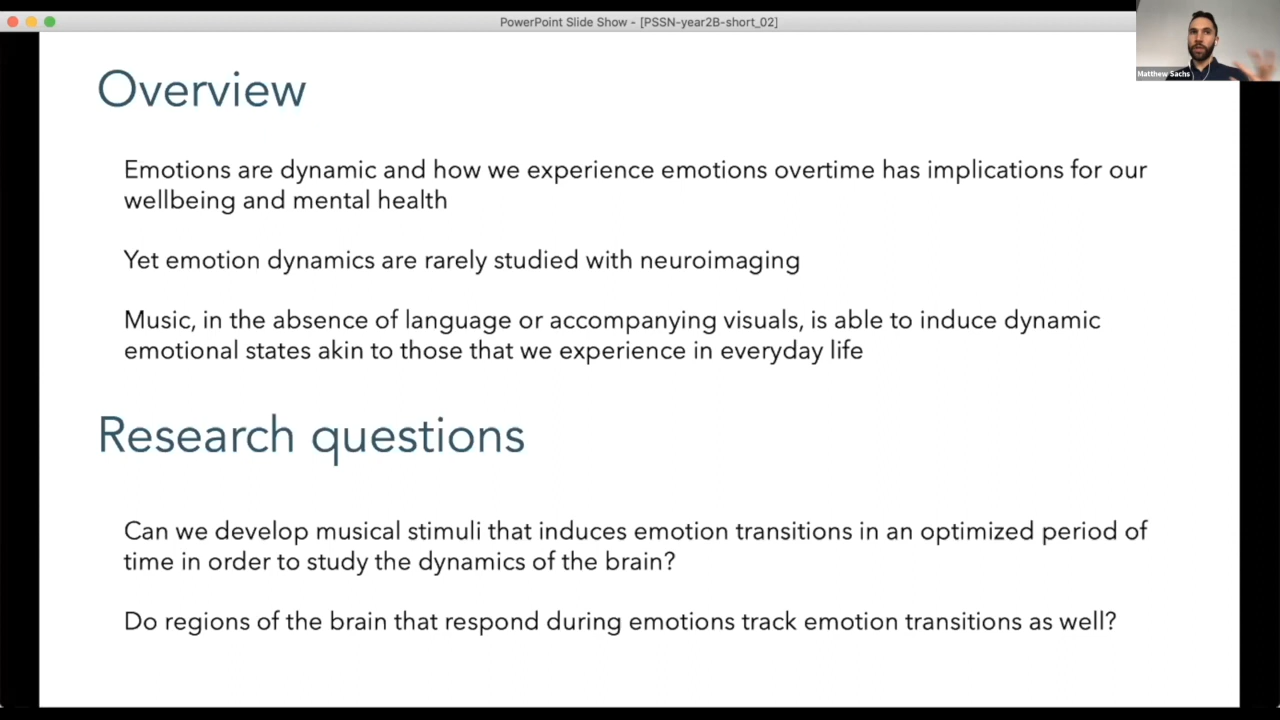 PowerPoint Slide Show - [PSSN-year2B-short_02]
Matthew Sachs
Overview
Emotions are dynamic and how we experience emotions overtime has implications for our
wellbeing and mental health
Yet emotion dynamics are rarely studied with neuroimaging
Music, in the absence of language or accompanying visuals, is able to induce dynamic
emotional states akin to those that we experience in everyday life
Research questions
Can we develop musical stimuli that induces emotion transitions in an optimized period of
time in order to study the dynamics of the brain?
Do regions of the brain that respond during emotions track emotion transitions as well?